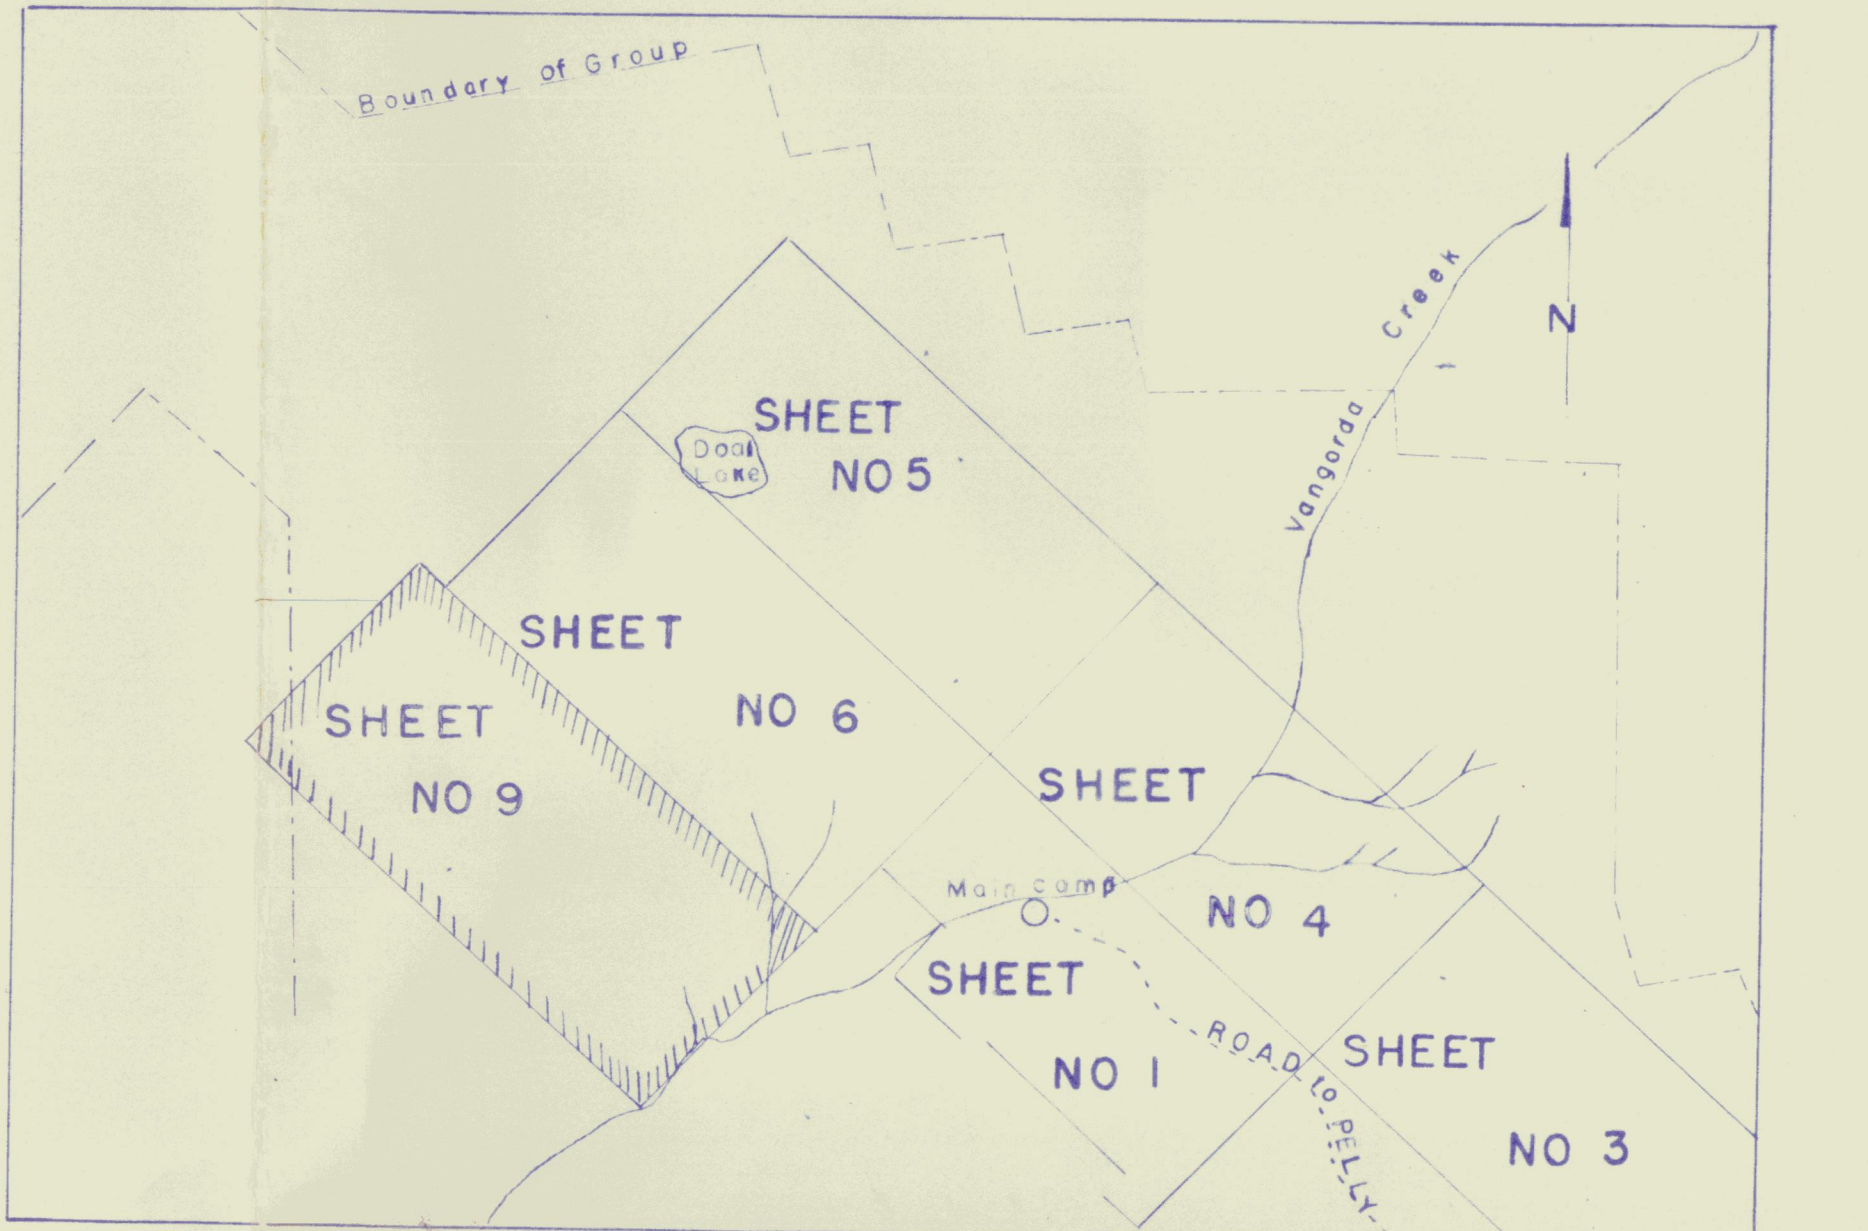 Boundary of Group
N
Vangorda Creek
SHEET
NO 5
Lake
SHEET
NO 6
SHEET
NO 9
SHEET
NO 4
Main camp
SHEET
NO 1
ROAD to PELLY
SHEET
NO 3